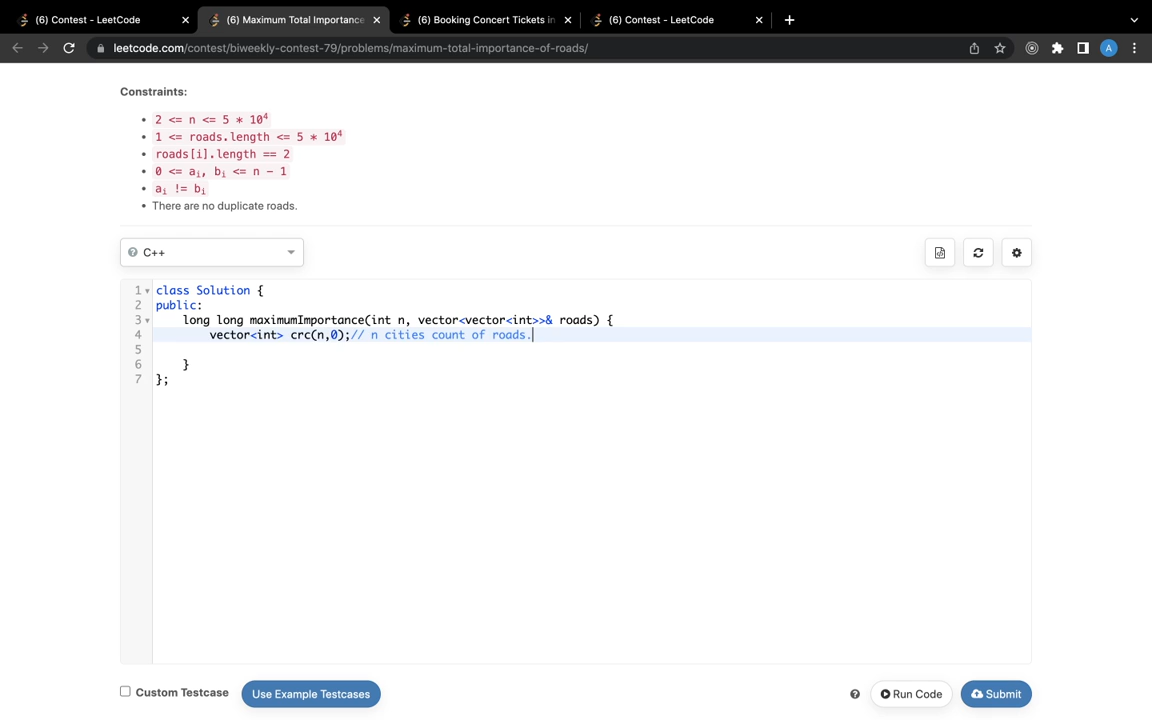 (6) Contest - LeetCode
(6) Maximum Total Importance
(6) Booking Concert Tickets in
(6) Contest - LeetCode
leetcode.com/contest/biweekly-contest-79/problems/maximum-total-importance-of-roads/
A
Constraints:
• 2 <= n <= 5 * 10⁴
• 1 <= roads.length <= 5 * 10⁴
• roads[i].length == 2
• 0 <= aᵢ, bᵢ <= n - 1
• aᵢ != bᵢ
• There are no duplicate roads.
C++
1 class Solution {
2 public:
3 long long maximumImportance(int n, vector<vector<int>>& roads) {
4 vector<int> crc(n,0);// n cities count of roads.
5
6 }
7 };
Custom Testcase
Use Example Testcases
Run Code
Submit